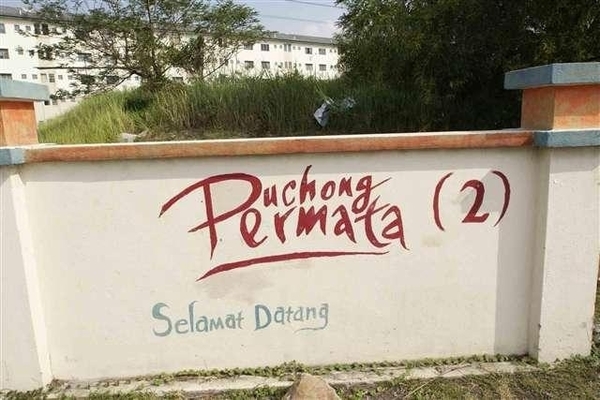 Puchong
Permata (2)
Selamat Datang